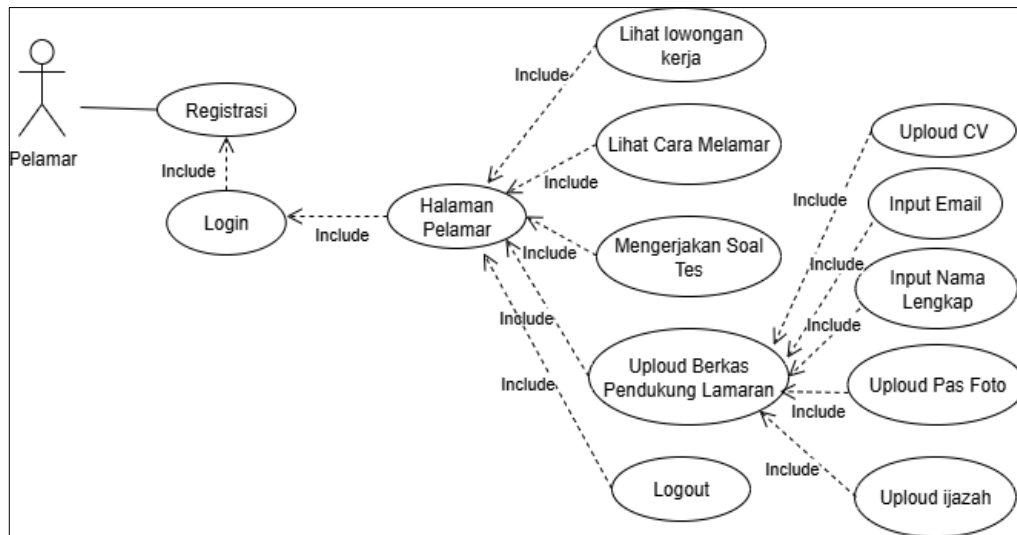 Lihat lowongan
kerja
Include
Registrasi
Pelamar
Include
Login
Include
Halaman
Pelamar
Lihat Cara Melamar
Include
Mengerjakan Soal
Tes
Include
Include
Include
Uploud Berkas
Pendukung Lamaran
Logout
Uploud CV
Include
Input Email
Include
Input Nama
Lengkap
Include
Uploud Pas Foto
Include
Include
Uploud ijazah